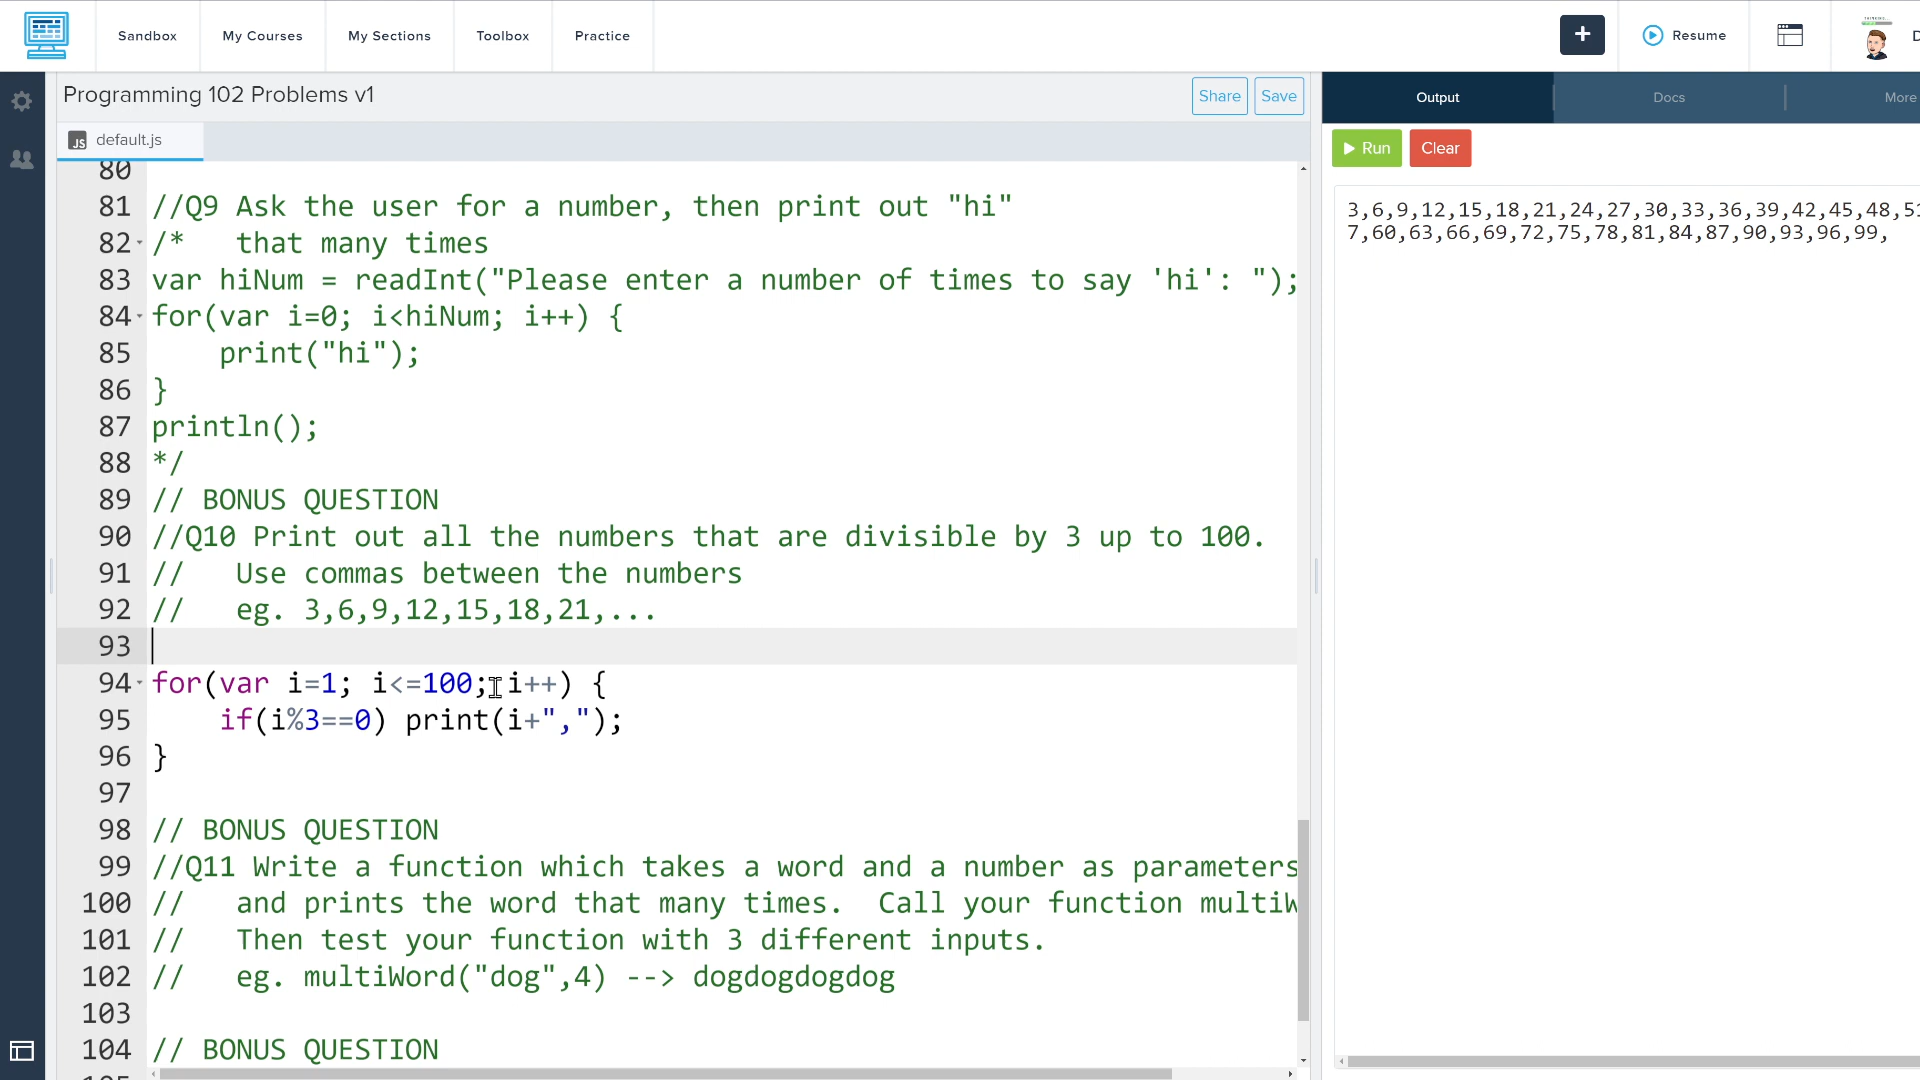 Sandbox
My Courses
My Sections
Toolbox
Practice
+
Resume
Programming 102 Problems v1
Share
Save
JS default.js
Output
Docs
More
Run
Clear
80
81 //Q9 Ask the user for a number, then print out "hi"
82 /*   that many times
83 var hiNum = readInt("Please enter a number of times to say 'hi': ");
84 for(var i=0; i<hiNum; i++) {
85     print("hi");
86 }
87 println();
88 */
89 // BONUS QUESTION
90 //Q10 Print out all the numbers that are divisible by 3 up to 100.
91 //   Use commas between the numbers
92 //   eg. 3,6,9,12,15,18,21,...
93
94 for(var i=1; i<=100; i++) {
95     if(i%3==0) print(i+",");
96 }
97
98 // BONUS QUESTION
99 //Q11 Write a function which takes a word and a number as parameters
100 //   and prints the word that many times.  Call your function multiW
101 //   Then test your function with 3 different inputs.
102 //   eg. multiWord("dog",4) --> dogdogdogdog
103
104 // BONUS QUESTION
3,6,9,12,15,18,21,24,27,30,33,36,39,42,45,48,51
7,60,63,66,69,72,75,78,81,84,87,90,93,96,99,